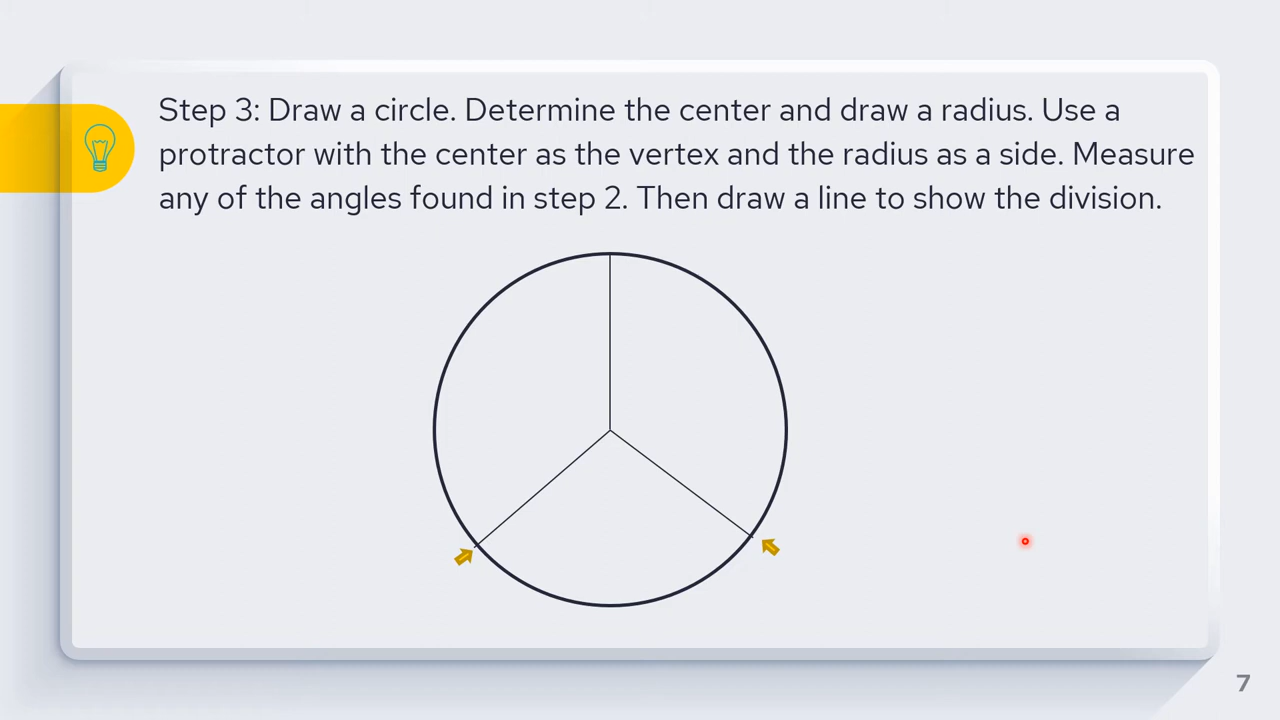 Step 3: Draw a circle. Determine the center and draw a radius. Use a
protractor with the center as the vertex and the radius as a side. Measure
any of the angles found in step 2. Then draw a line to show the division.
7